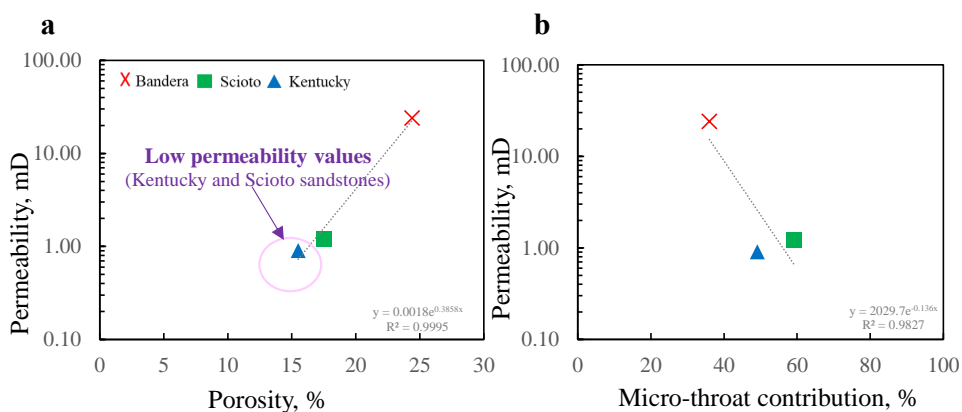 a
Permeability, mD
100.00
10.00
1.00
0.10
Bandera Scioto Kentucky
Low permeability values
(Kentucky and Scioto sandstones)
y = 0.0018e^0.3858x
R² = 0.9995
0 5 10 15 20 25 30
Porosity, %
b
Permeability, mD
100.00
10.00
1.00
0.10
y = 2029.7e^-0.136x
R² = 0.9827
0 20 40 60 80 100
Micro-throat contribution, %